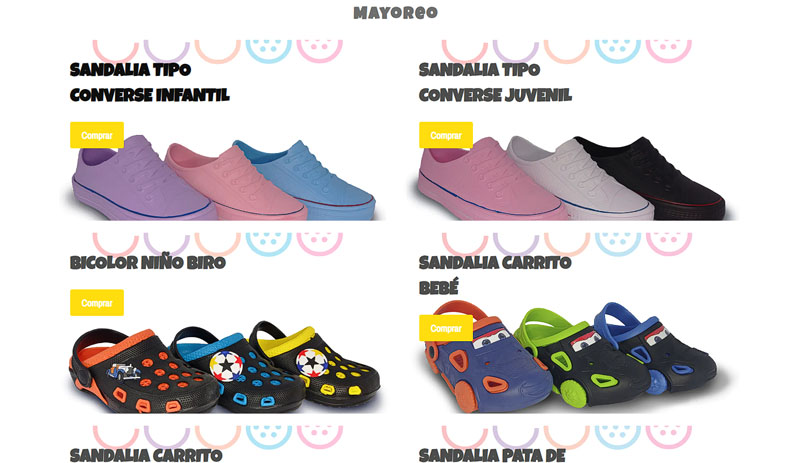 Mayoreo
SANDALIA TIPO
CONVERSE INFANTIL
Comprar
SANDALIA TIPO
CONVERSE JUVENIL
Comprar
BICOLOR NIÑO BIRO
Comprar
SANDALIA CARRITO
BEBÉ
Comprar
SANDALIA CARRITO
SANDALIA PATA DE